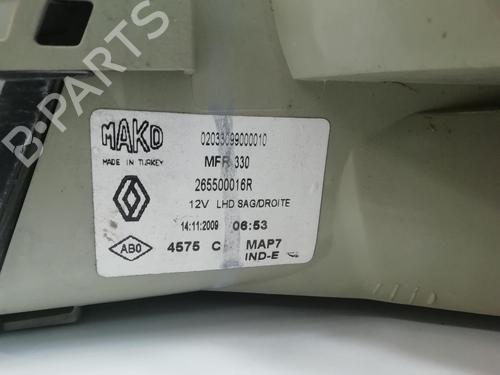 MAKO
02033099000010
MADE IN TURKEY
MFR 330
265500016R
12V LHD SAG/DROITE
14.11.2009 06:53
AB0
4575 C MAP7
IND-E
B-PARTS